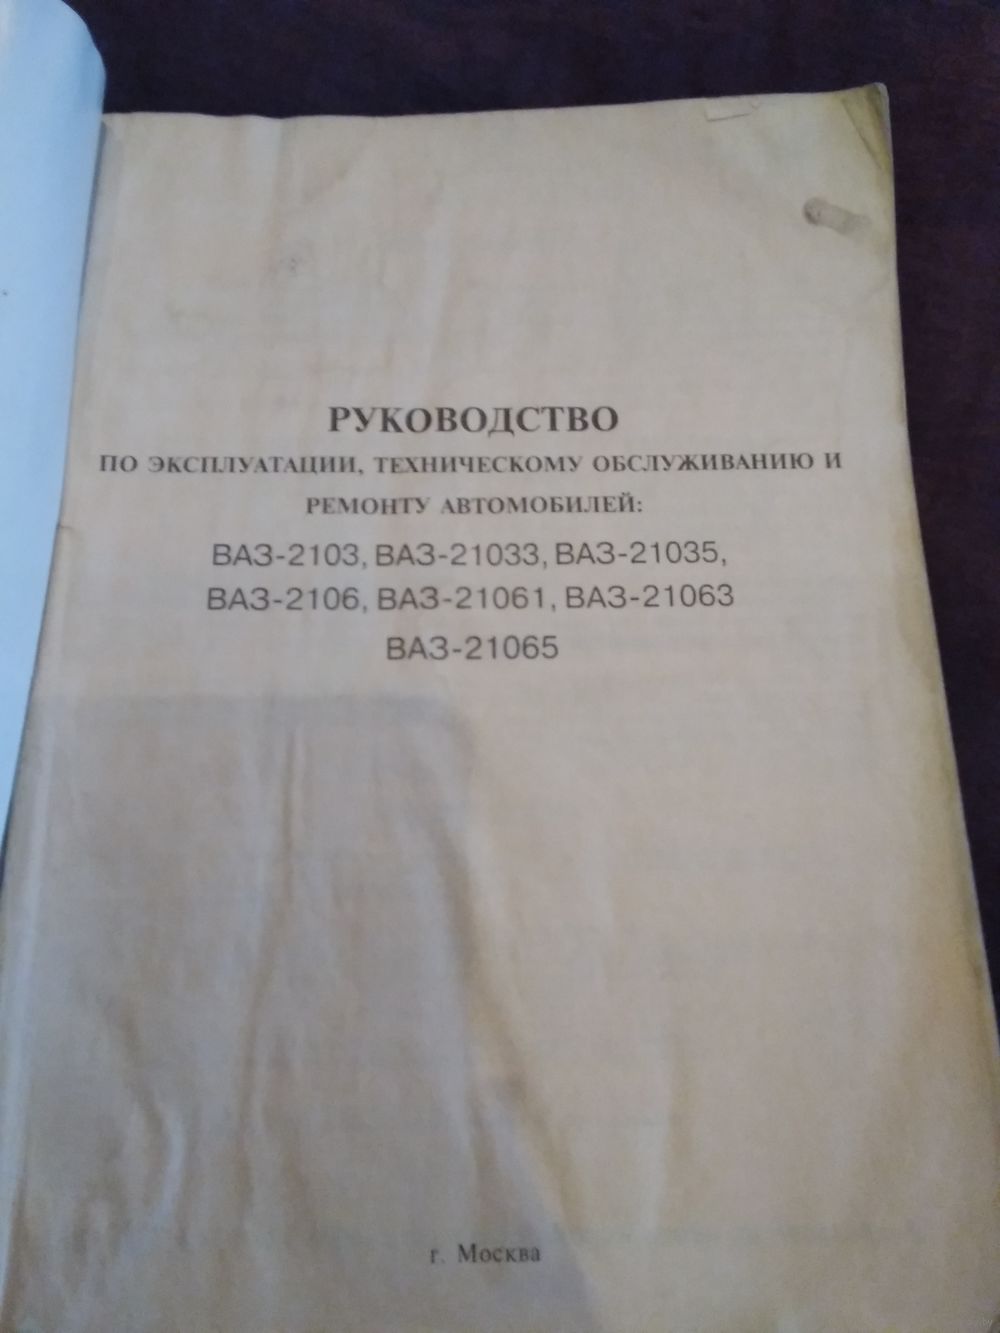 РУКОВОДСТВО
ПО ЭКСПЛУАТАЦИИ, ТЕХНИЧЕСКОМУ ОБСЛУЖИВАНИЮ И
РЕМОНТУ АВТОМОБИЛЕЙ:
ВАЗ-2103, ВАЗ-21033, ВАЗ-21035,
ВАЗ-2106, ВАЗ-21061, ВАЗ-21063
ВАЗ-21065
г. Москва